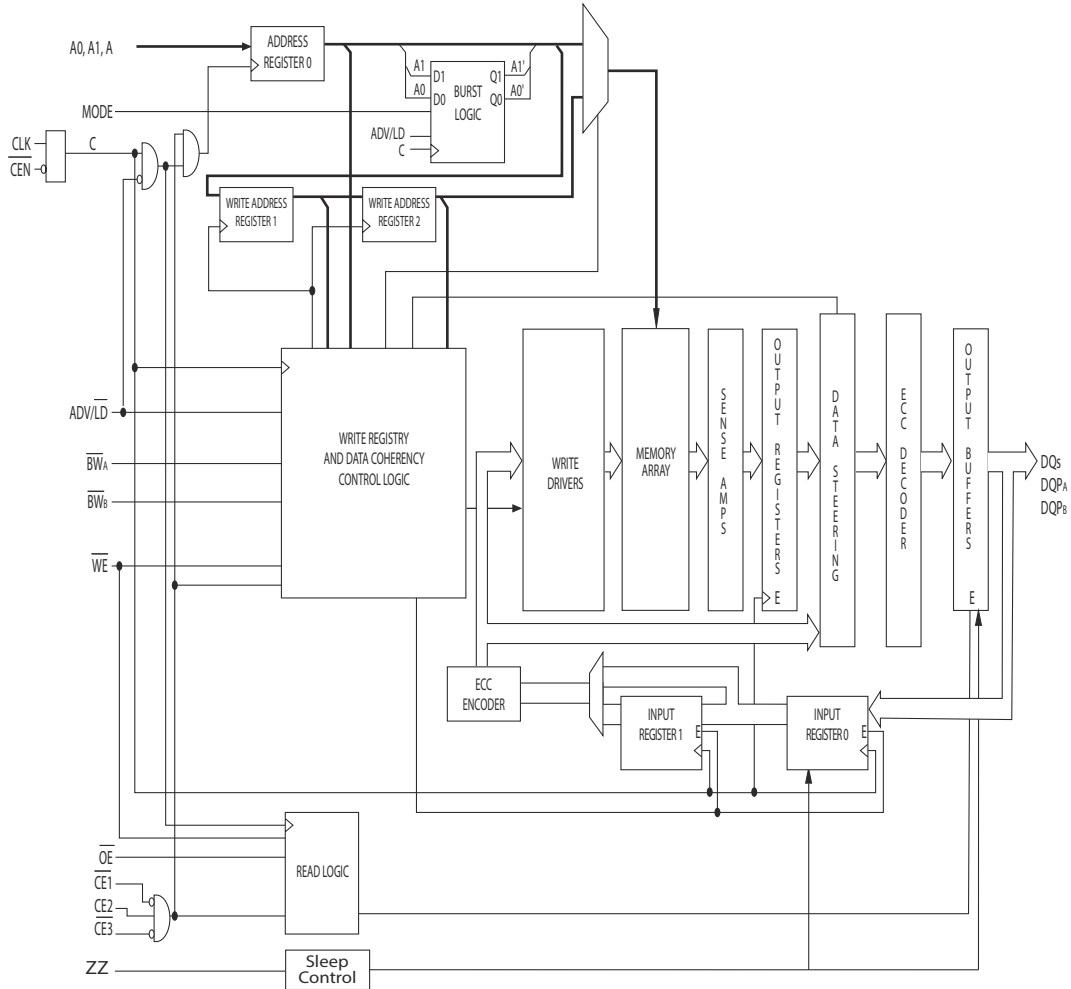 A0, A1, A
ADDRESS
REGISTER 0
A1
D1
Q1
A1'
A0
D0
Q0
A0'
BURST
LOGIC
MODE
ADV/LD
C
CLK
C
CEN
WRITE ADDRESS
REGISTER 1
WRITE ADDRESS
REGISTER 2
ADV/LD
BWA
BWB
WE
WRITE REGISTRY
AND DATA COHERENCY
CONTROL LOGIC
WRITE
DRIVERS
MEMORY
ARRAY
SENSE AMPS
OUTPUT REGISTERS E
DATA STEERING
ECC DECODER
OUTPUT BUFFERS E
DQs
DQPA
DQPB
ECC
ENCODER
INPUT
REGISTER 1
E
INPUT
REGISTER 0
E
OE
CE1
CE2
CE3
READ LOGIC
ZZ
Sleep
Control